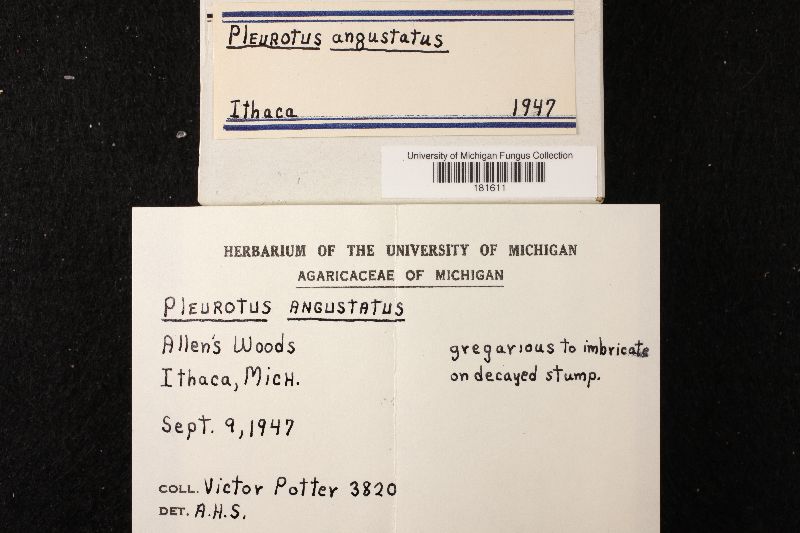 Pleurotus angustatus
Ithaca 1947
University of Michigan Fungus Collection
181611
HERBARIUM OF THE UNIVERSITY OF MICHIGAN
AGARICACEAE OF MICHIGAN
Pleurotus angustatus
Allen's Woods
gregarious to imbricate
Ithaca, Mich.
on decayed stump.
Sept. 9, 1947
COLL. Victor Potter 3820
DET. A.H.S.